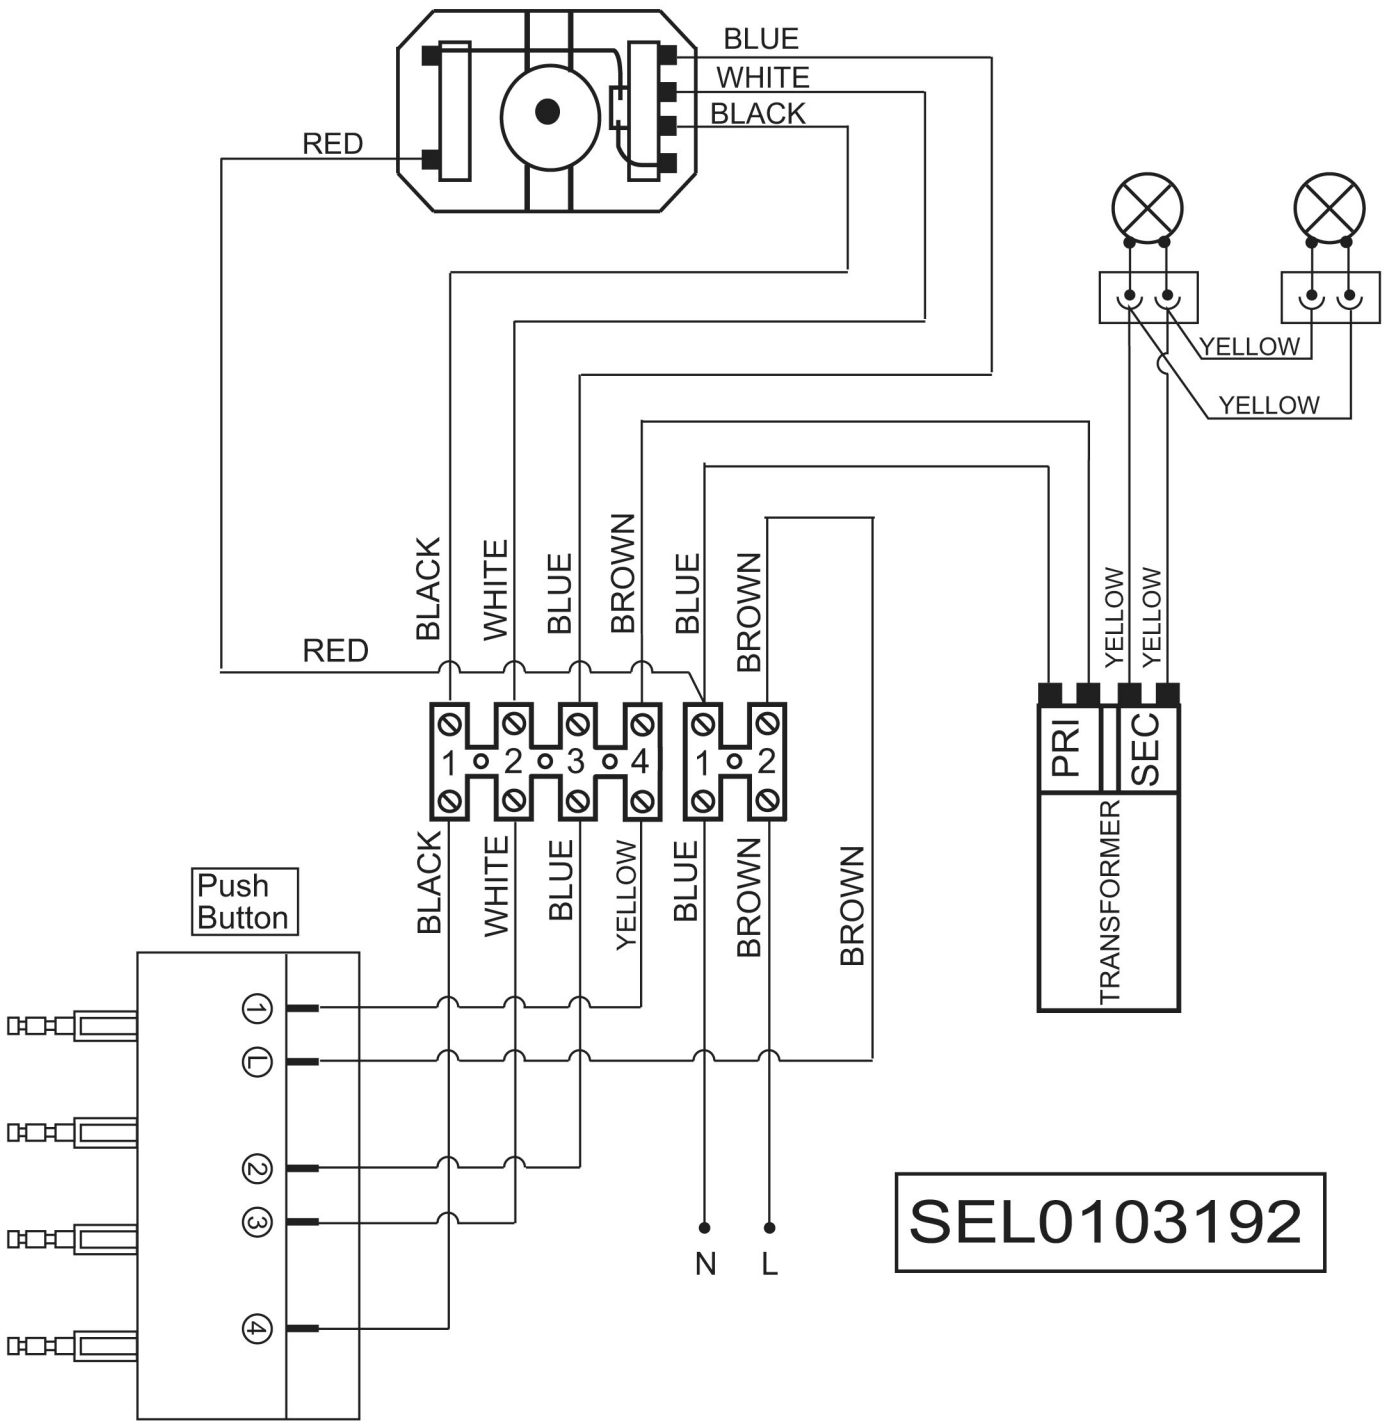 BLUE
WHITE
BLACK
RED
YELLOW
YELLOW
BLACK
WHITE
BLUE
BROWN
BLUE
BROWN
YELLOW
YELLOW
RED
1 2 3 4 1 2
PRI
SEC
TRANSFORMER
BLACK
WHITE
BLUE
YELLOW
BLUE
BROWN
BROWN
Push
Button
1
L
2
3
4
N L
SEL0103192